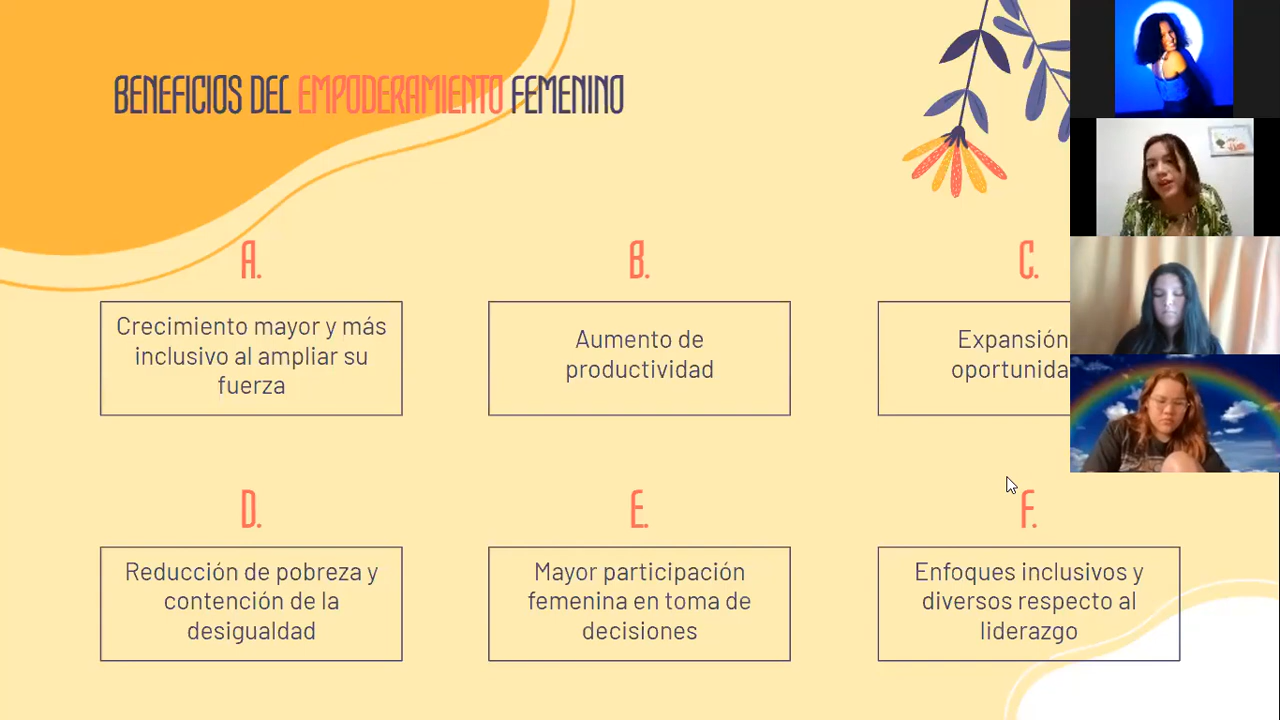 BENEFICIOS DEL EMPODERAMIENTO FEMENINO
A.
Crecimiento mayor y más
inclusivo al ampliar su
fuerza
B.
Aumento de
productividad
C.
Expansión
D.
Reducción de pobreza y
contención de la
desigualdad
E.
Mayor participación
femenina en toma de
decisiones
F.
Enfoques inclusivos y
diversos respecto al
liderazgo